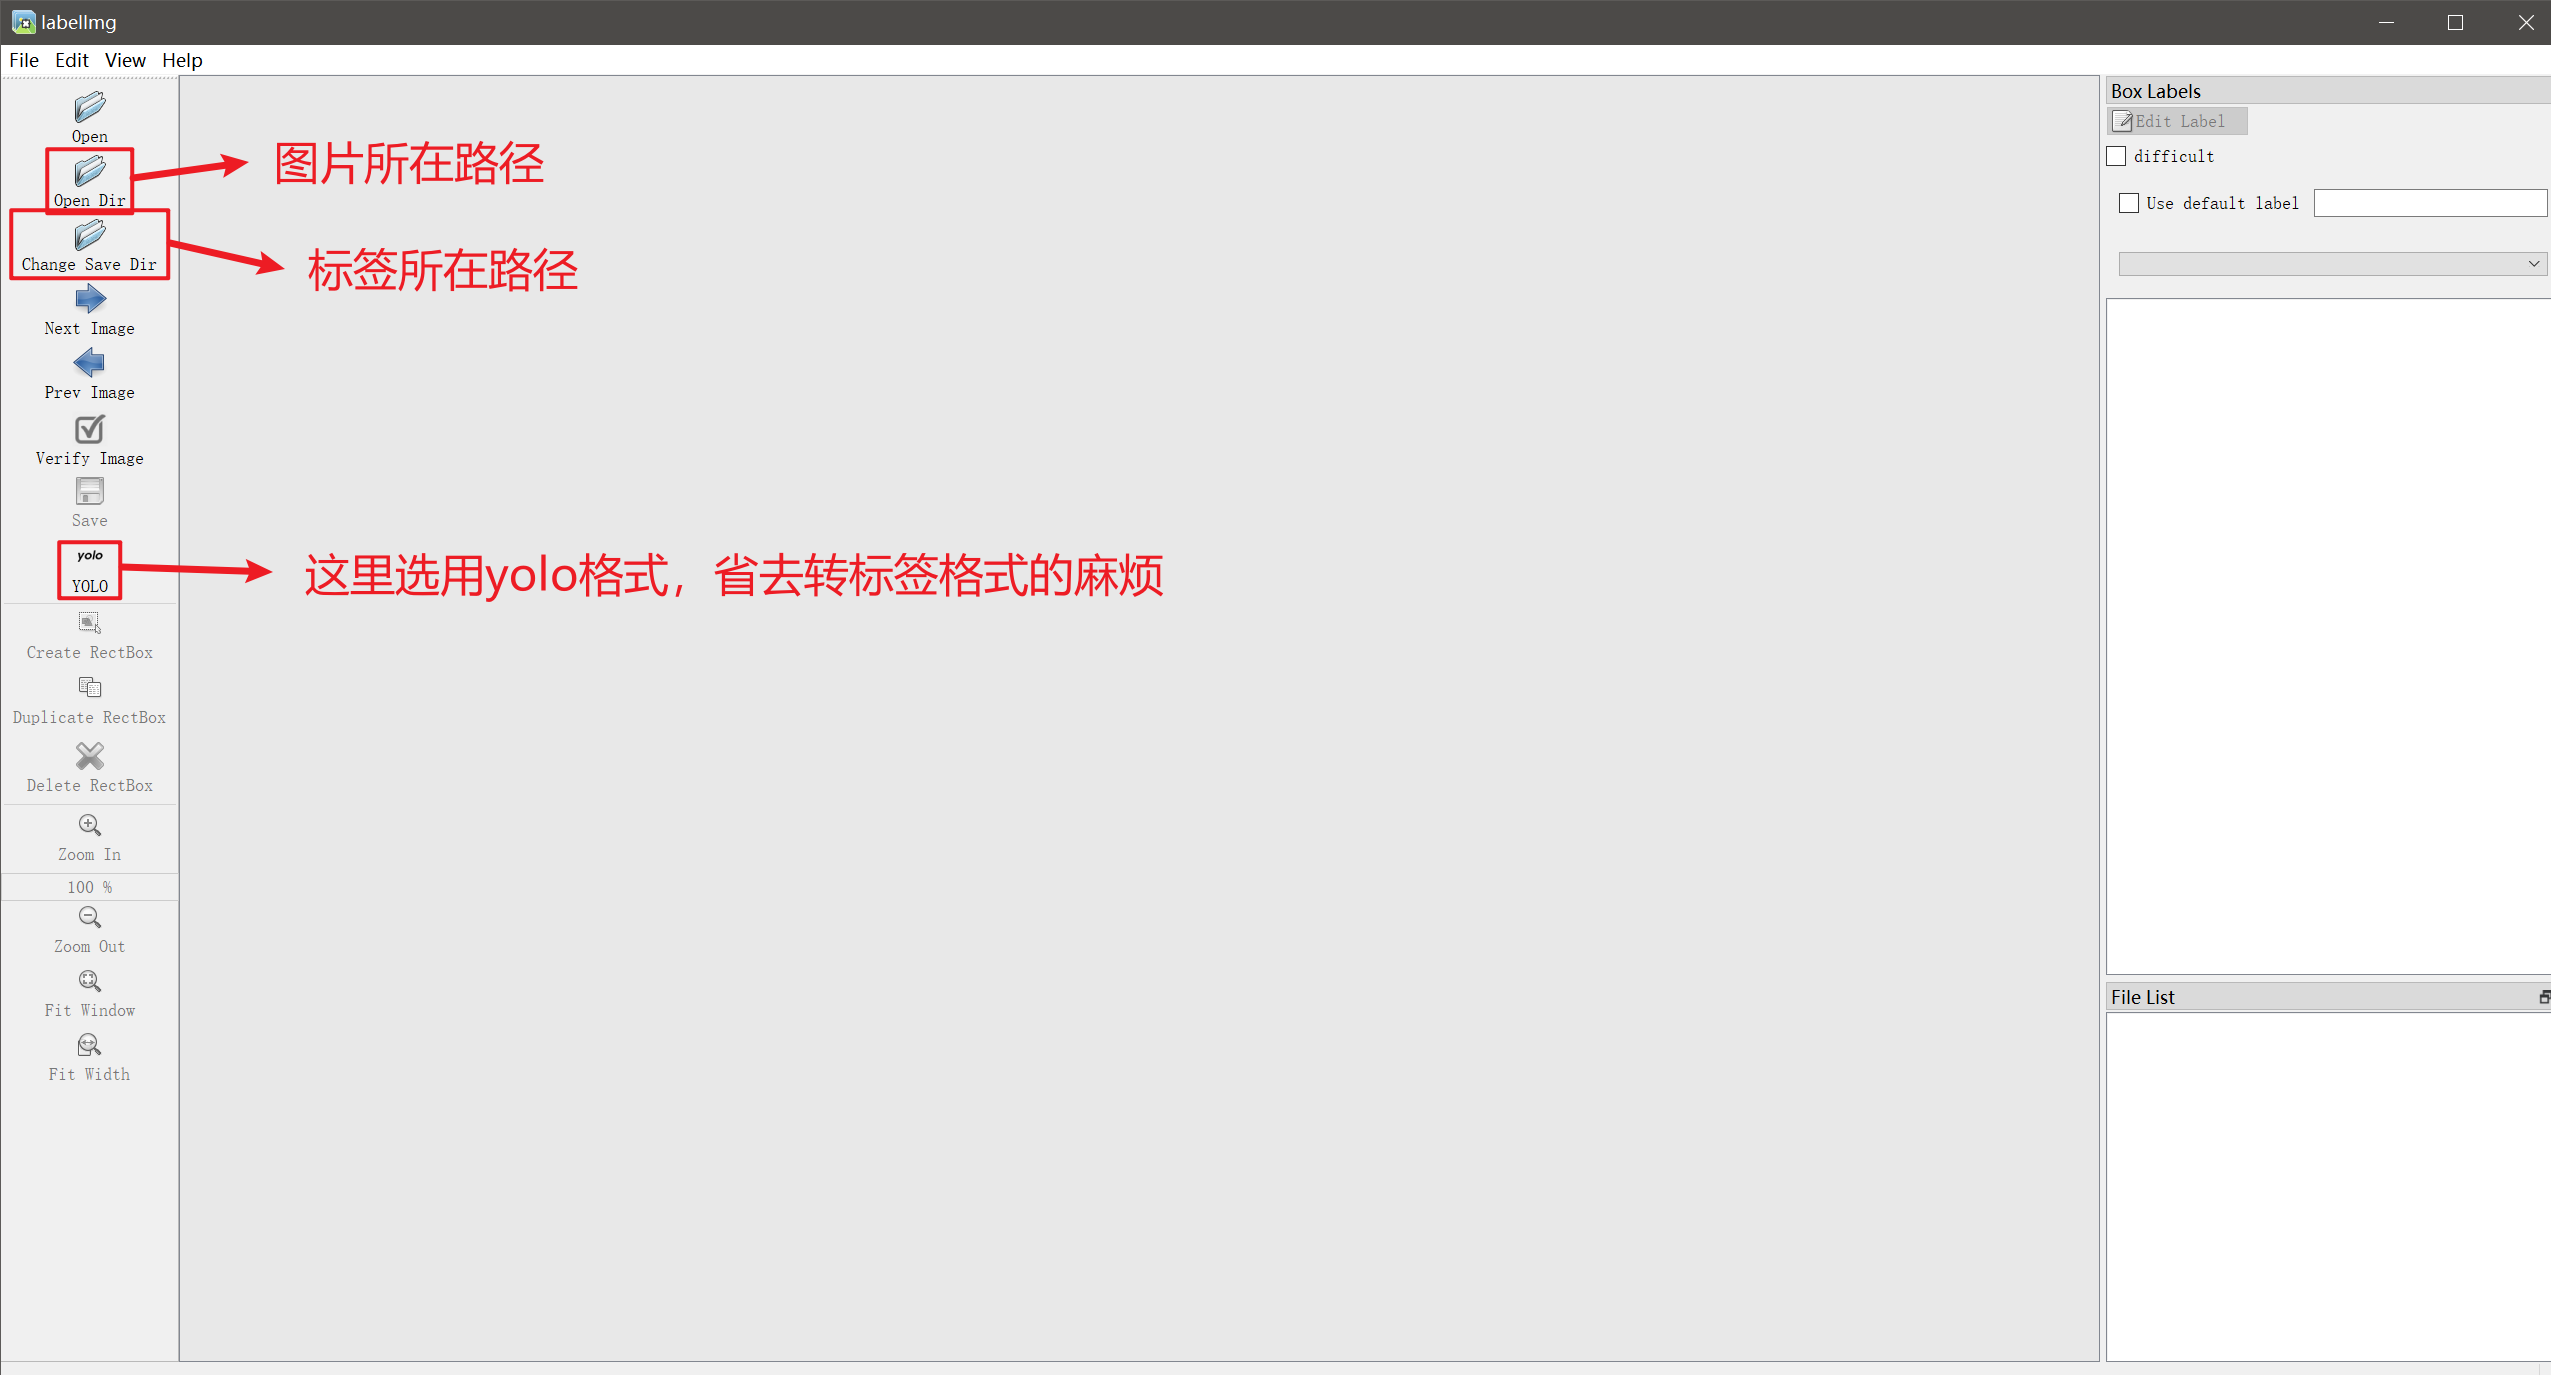 labelImg
File Edit View Help
Open
Open Dir
Change Save Dir
Next Image
Prev Image
Verify Image
Save
yolo
YOLO
Create RectBox
Duplicate RectBox
Delete RectBox
Zoom In
100 %
Zoom Out
Fit Window
Fit Width
图片所在路径
标签所在路径
这里选用yolo格式，省去转标签格式的麻烦
Box Labels
Edit Label
difficult
Use default label
File List